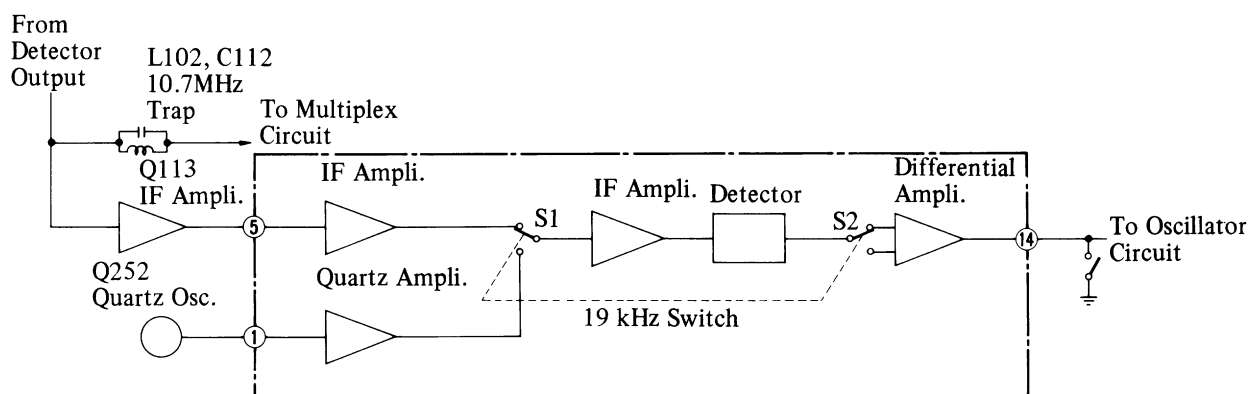 From
Detector
Output
L102, C112
10.7MHz
Trap
To Multiplex
Circuit
Q113
IF Ampli.
IF Ampli.
IF Ampli.
Detector
Differential
Ampli.
5
S1
S2
14
To Oscillator
Circuit
Q252
Quartz Osc.
Quartz Ampli.
1
19 kHz Switch